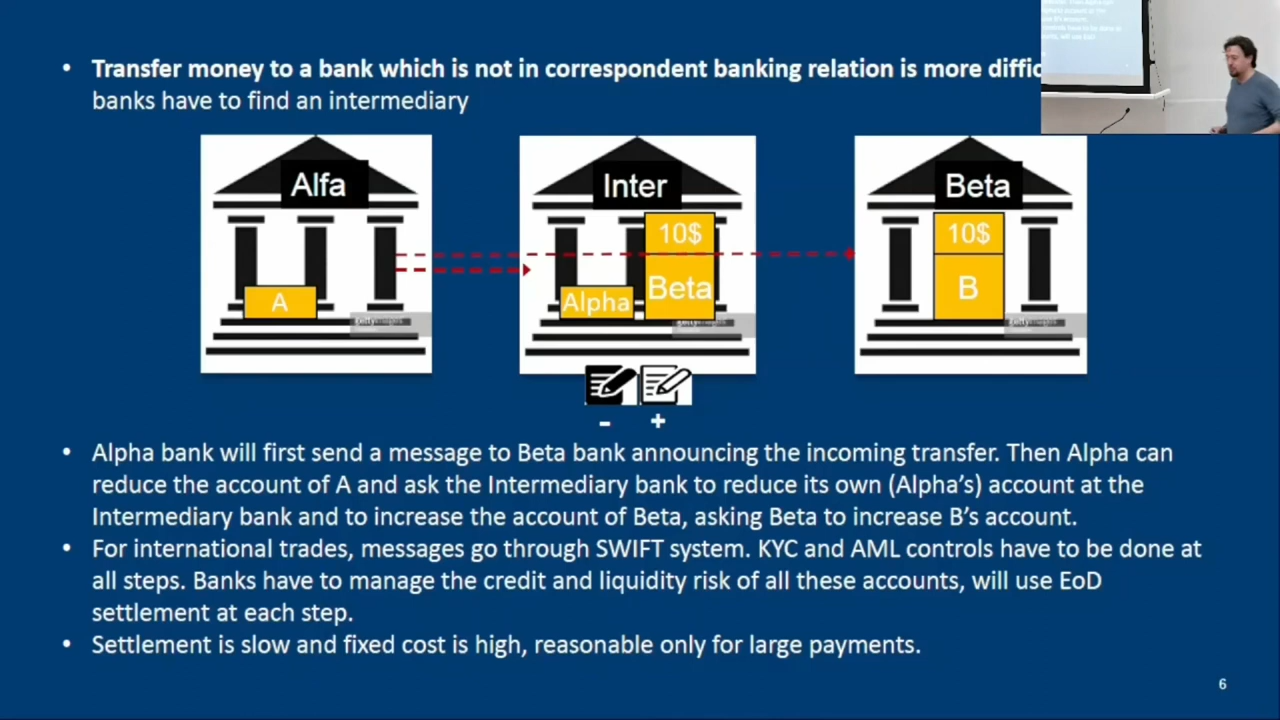 • Transfer money to a bank which is not in correspondent banking relation is more
banks have to find an intermediary
Alfa
Inter
Beta
10$
10$
A
Alpha
Beta
B
- +
• Alpha bank will first send a message to Beta bank announcing the incoming transfer. Then Alpha can
reduce the account of A and ask the Intermediary bank to reduce its own (Alpha's) account at the
Intermediary bank and to increase the account of Beta, asking Beta to increase B's account.
• For international trades, messages go through SWIFT system. KYC and AML controls have to be done at
all steps. Banks have to manage the credit and liquidity risk of all these accounts, will use EoD
settlement at each step.
• Settlement is slow and fixed cost is high, reasonable only for large payments.
6